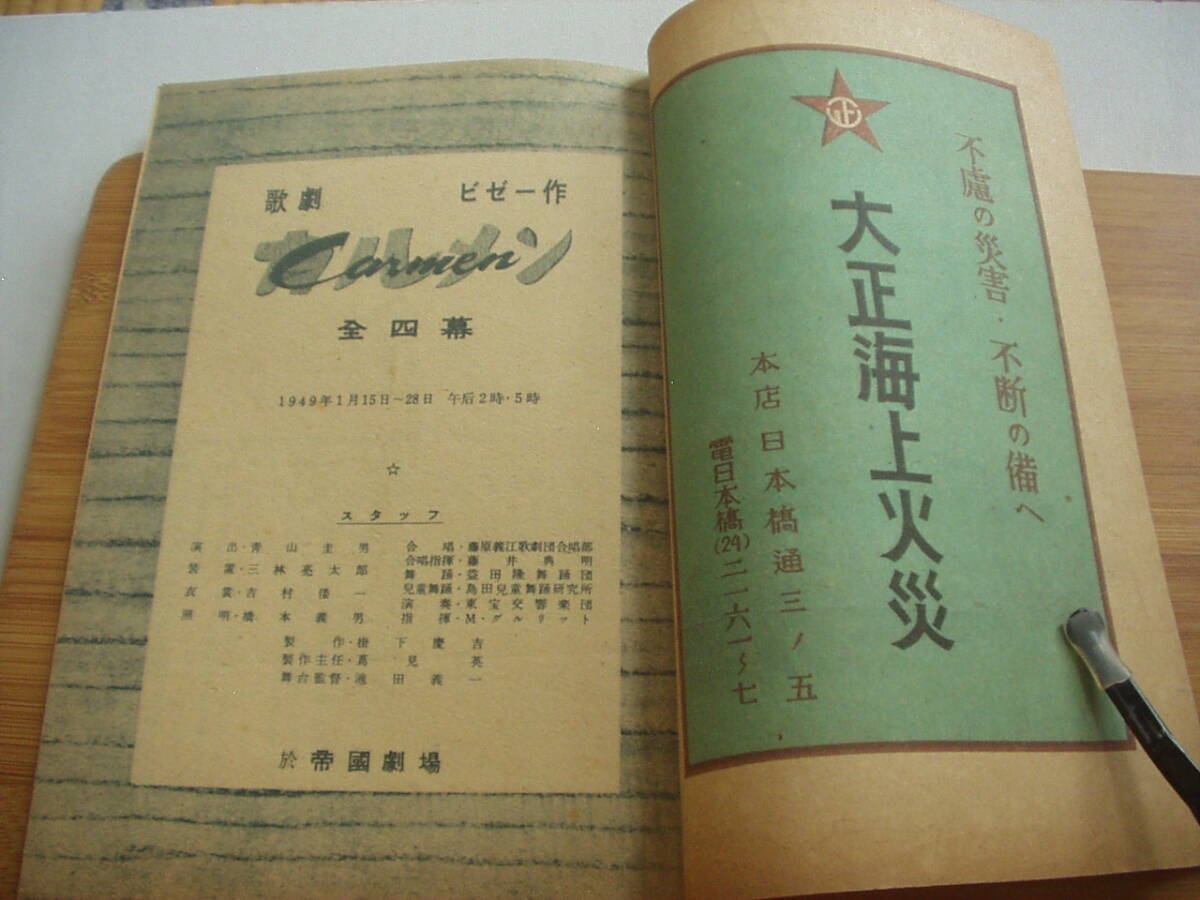 歌劇 ビゼー作
カルメン
Carmen
全四幕
1949年1月15日～28日 午后2時・5時
☆
スタッフ
演出・青山圭男
装置・三林亮太郎
衣裳・吉村倭一
照明・橋本義男
合唱・藤原義江歌劇団合唱部
合唱指揮・藤井典明
舞踊・益田隆舞踊団
兒童舞踊・島田兒童舞踊研究所
演奏・東宝交響楽団
指揮・M・グルリット
製作・掛下慶吉
製作主任・葛見英
舞台監督・池田義一
於 帝國劇場
正
不慮の災害・不断の備へ
大正海上火災
本店 日本橋通三ノ五
電日本橋(24)二一六一～七